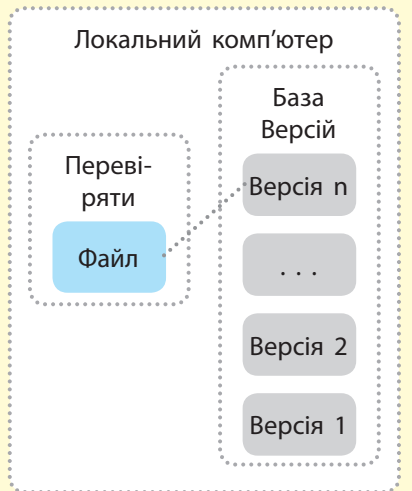 Локальний комп’ютер
База
Версій
Переві-
ряти
Файл
Версія n
. . .
Версія 2
Версія 1